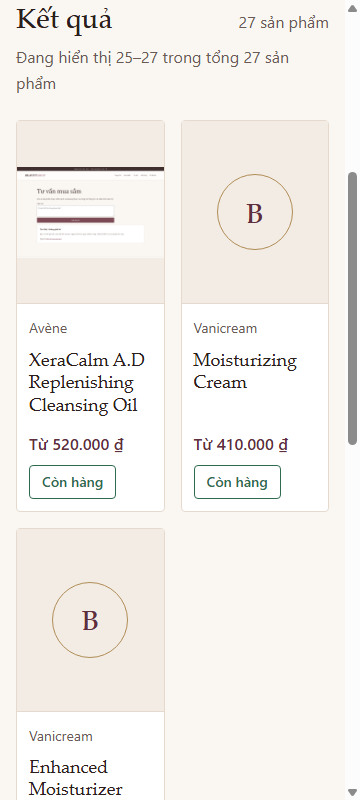 Kết quả
27 sản phẩm
Đang hiển thị 25–27 trong tổng 27 sản
phẩm
Tư vấn mua sắm
Avène
XeraCalm A.D
Replenishing
Cleansing Oil
Từ 520.000 ₫
Còn hàng
B
Vanicream
Moisturizing
Cream
Từ 410.000 ₫
Còn hàng
B
Vanicream
Enhanced
Moisturizer